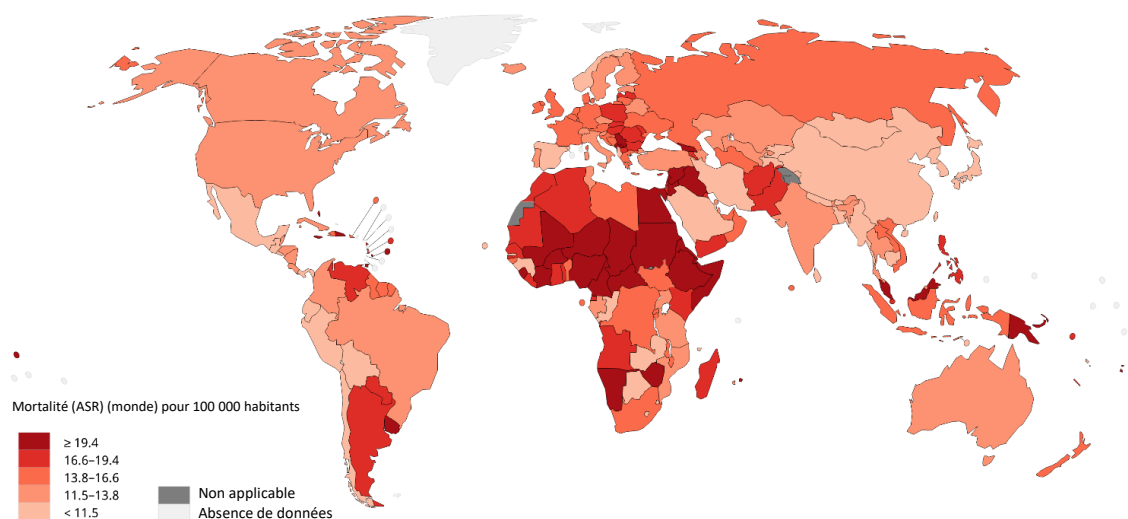 Mortalité (ASR) (monde) pour 100 000 habitants
≥ 19.4
16.6–19.4
13.8–16.6
11.5–13.8
< 11.5
Non applicable
Absence de données